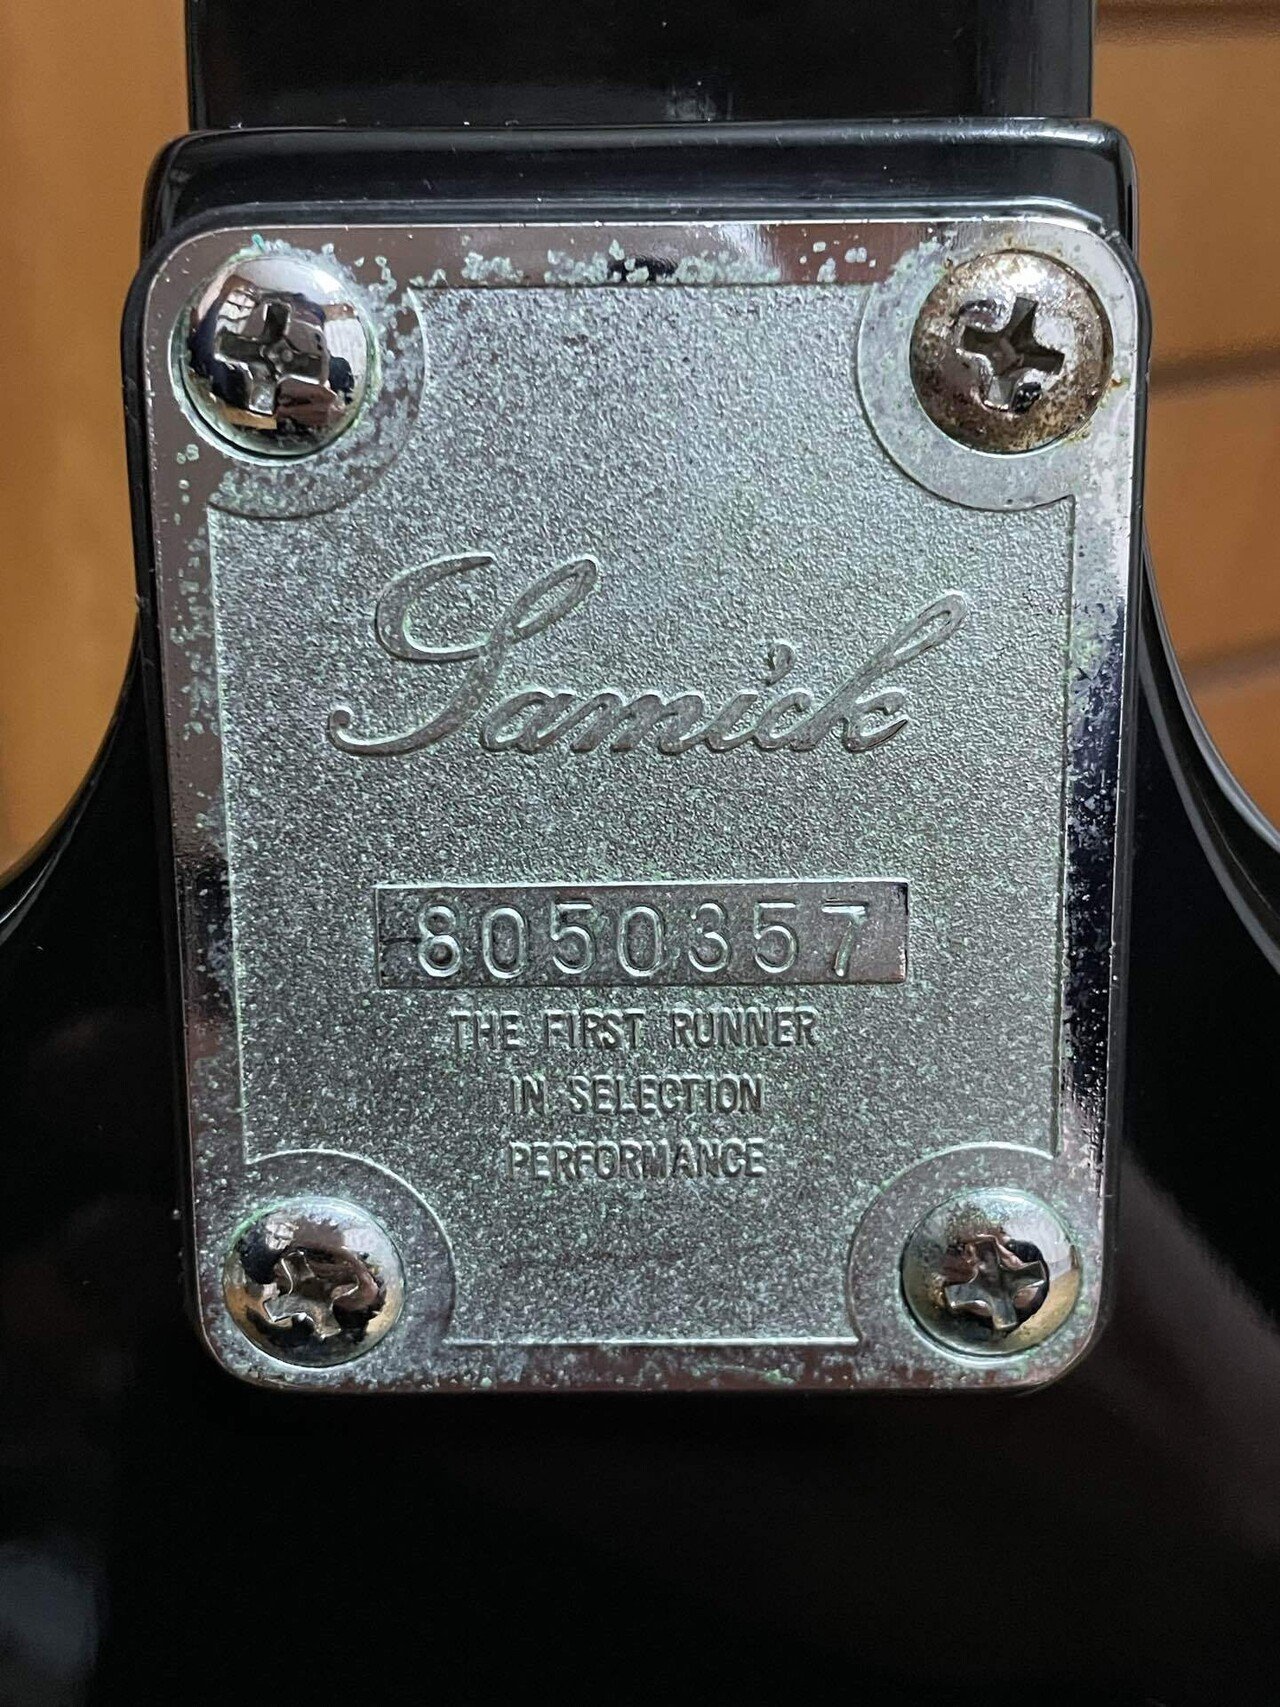 Samick
8050357
THE FIRST RUNNER
IN SELECTION
PERFORMANCE